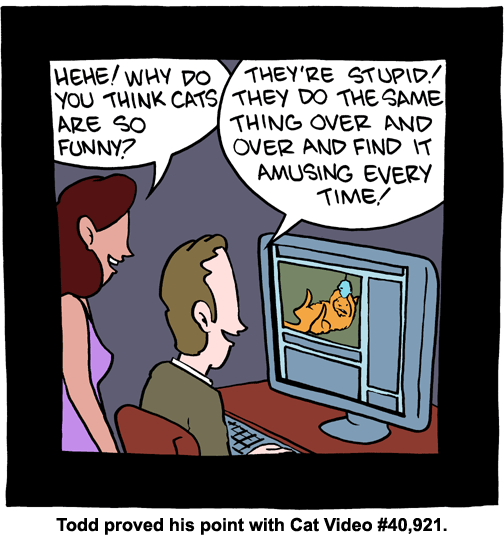 HEHE! WHY DO
YOU THINK CATS
ARE SO
FUNNY?
THEY'RE STUPID!
THEY DO THE SAME
THING OVER AND
OVER AND FIND IT
AMUSING EVERY
TIME!
Todd proved his point with Cat Video #40,921.